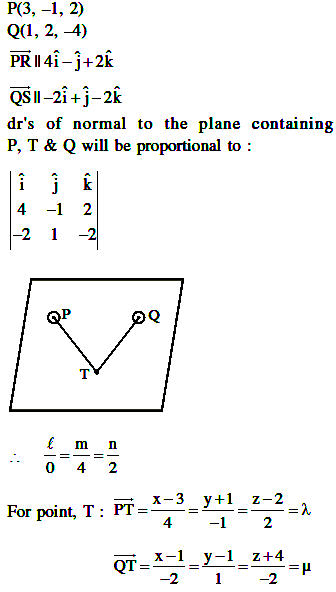 P(3, –1, 2)
Q(1, 2, –4)
$\overrightarrow{PR} \parallel 4\hat{i} - \hat{j} + 2\hat{k}$
$\overrightarrow{QS} \parallel -2\hat{i} + \hat{j} - 2\hat{k}$
dr's of normal to the plane containing
P, T & Q will be proportional to :
$\begin{vmatrix} \hat{i} & \hat{j} & \hat{k} \\ 4 & -1 & 2 \\ -2 & 1 & -2 \end{vmatrix}$
P Q
T
$\therefore \frac{\ell}{0} = \frac{m}{4} = \frac{n}{2}$
For point, T : $\overrightarrow{PT} = \frac{x-3}{4} = \frac{y+1}{-1} = \frac{z-2}{2} = \lambda$
$\overrightarrow{QT} = \frac{x-1}{-2} = \frac{y-1}{1} = \frac{z+4}{-2} = \mu$